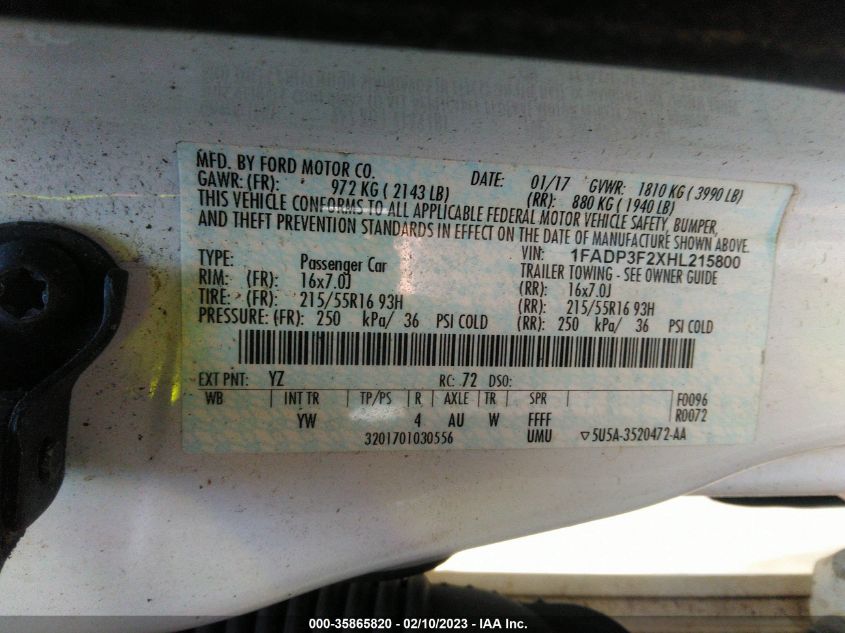 MFD. BY FORD MOTOR CO. DATE: 01/17 GVWR: 1810 KG ( 3990 LB)
GAWR: (FR): 972 KG ( 2143 LB) (RR): 880 KG ( 1940 LB)
THIS VEHICLE CONFORMS TO ALL APPLICABLE FEDERAL MOTOR VEHICLE SAFETY, BUMPER,
AND THEFT PREVENTION STANDARDS IN EFFECT ON THE DATE OF MANUFACTURE SHOWN ABOVE.
VIN: 1FADP3F2XHL215800
TYPE: Passenger Car TRAILER TOWING - SEE OWNER GUIDE
RIM: (FR) 16x7.0J (RR): 16x7.0J
TIRE: (FR) 215/55R16 93H (RR): 215/55R16 93H
PRESSURE: (FR): 250 kPa/ 36 PSI COLD (RR): 250 kPa/ 36 PSI COLD
EXT PNT: YZ RC: 72 DSO:
WB INT TR TP/PS R AXLE TR SPR F0096
YW 4 AU W FFFF R0072
3201701030556 UMU ▽5U5A-3520472-AA
000-35865820 - 02/10/2023 - IAA Inc.